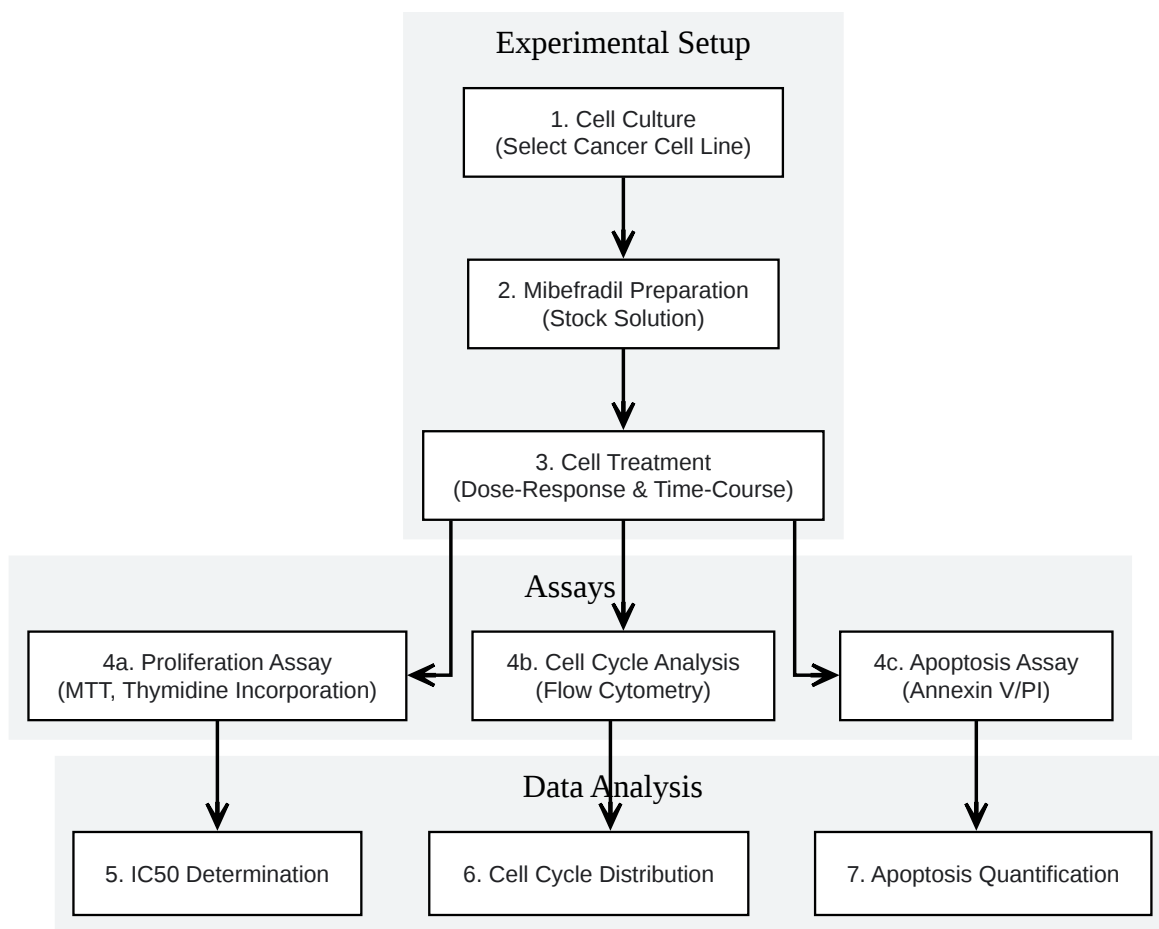 Experimental Setup
1. Cell Culture
(Select Cancer Cell Line)
2. Mibefradil Preparation
(Stock Solution)
3. Cell Treatment
(Dose-Response & Time-Course)
Assays
4a. Proliferation Assay
(MTT, Thymidine Incorporation)
4b. Cell Cycle Analysis
(Flow Cytometry)
4c. Apoptosis Assay
(Annexin V/PI)
Data Analysis
5. IC50 Determination
6. Cell Cycle Distribution
7. Apoptosis Quantification